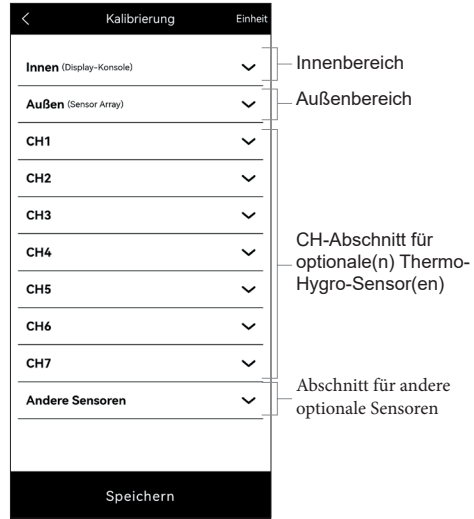 Kalibrierung
Einheit
Innen (Display-Konsole)
Innenbereich
Außen (Sensor Array)
Außenbereich
CH1
CH2
CH3
CH4
CH5
CH6
CH7
CH-Abschnitt für
optionale(n) Thermo-
Hygro-Sensor(en)
Andere Sensoren
Abschnitt für andere
optionale Sensoren
Speichern